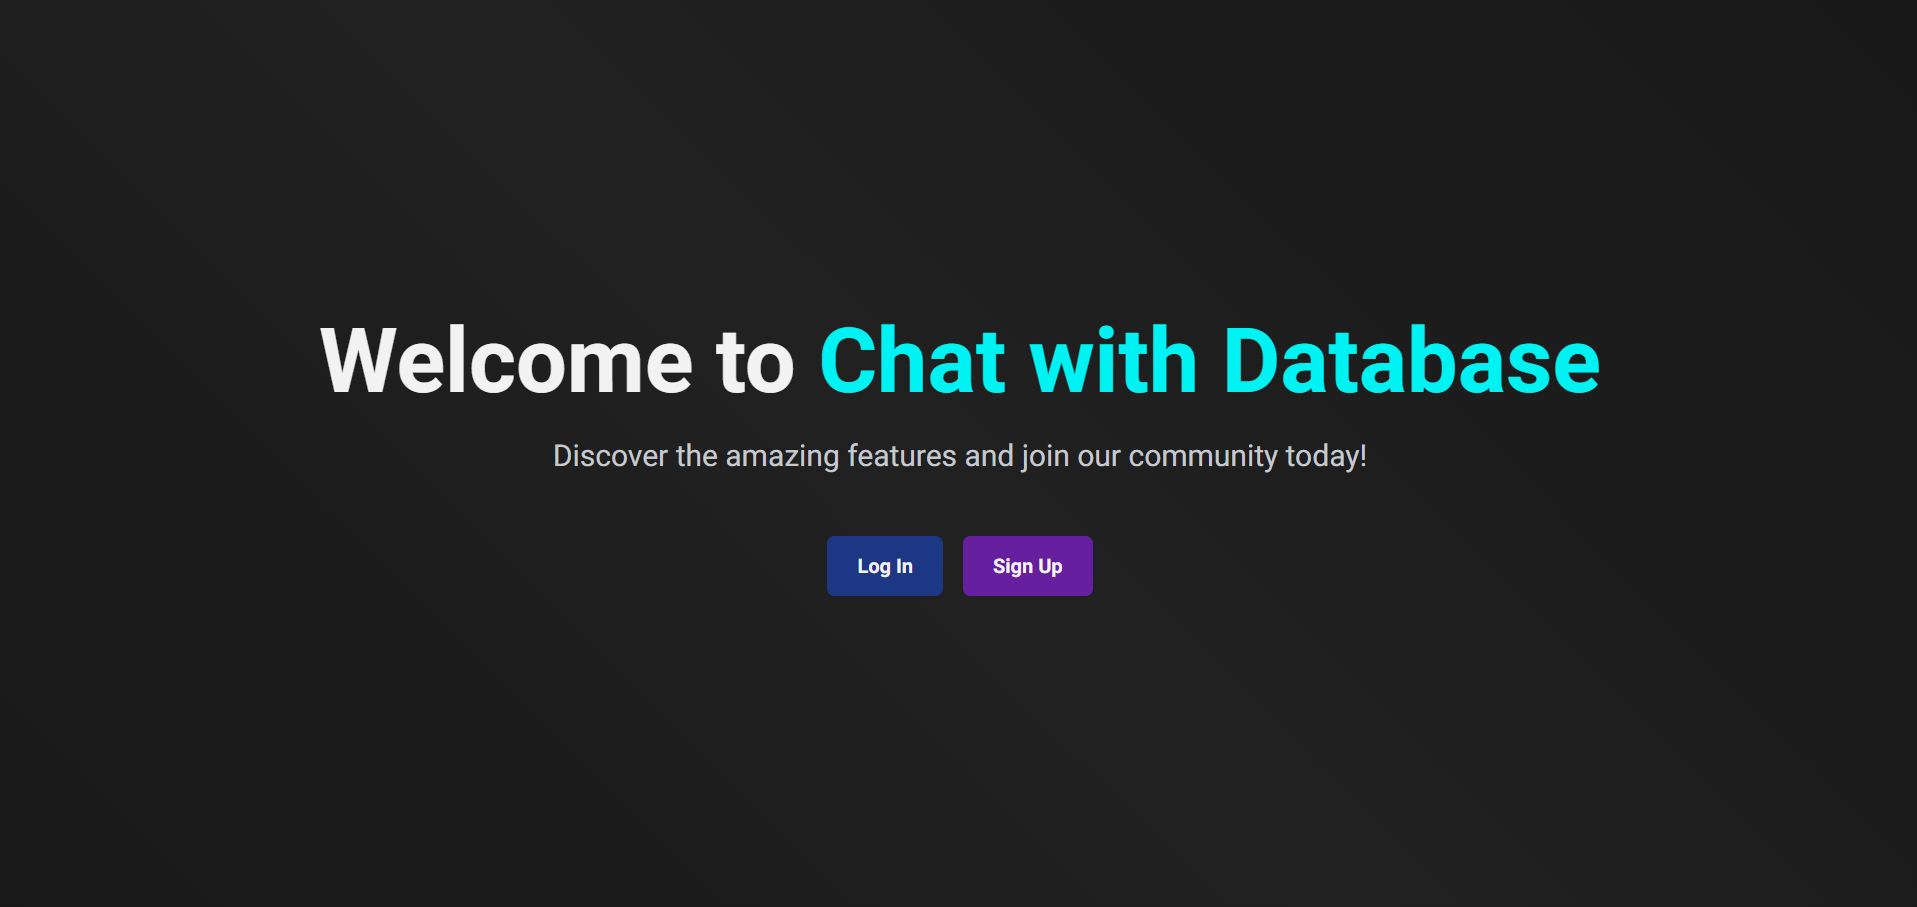 Welcome to Chat with Database
Discover the amazing features and join our community today!
Log In
Sign Up